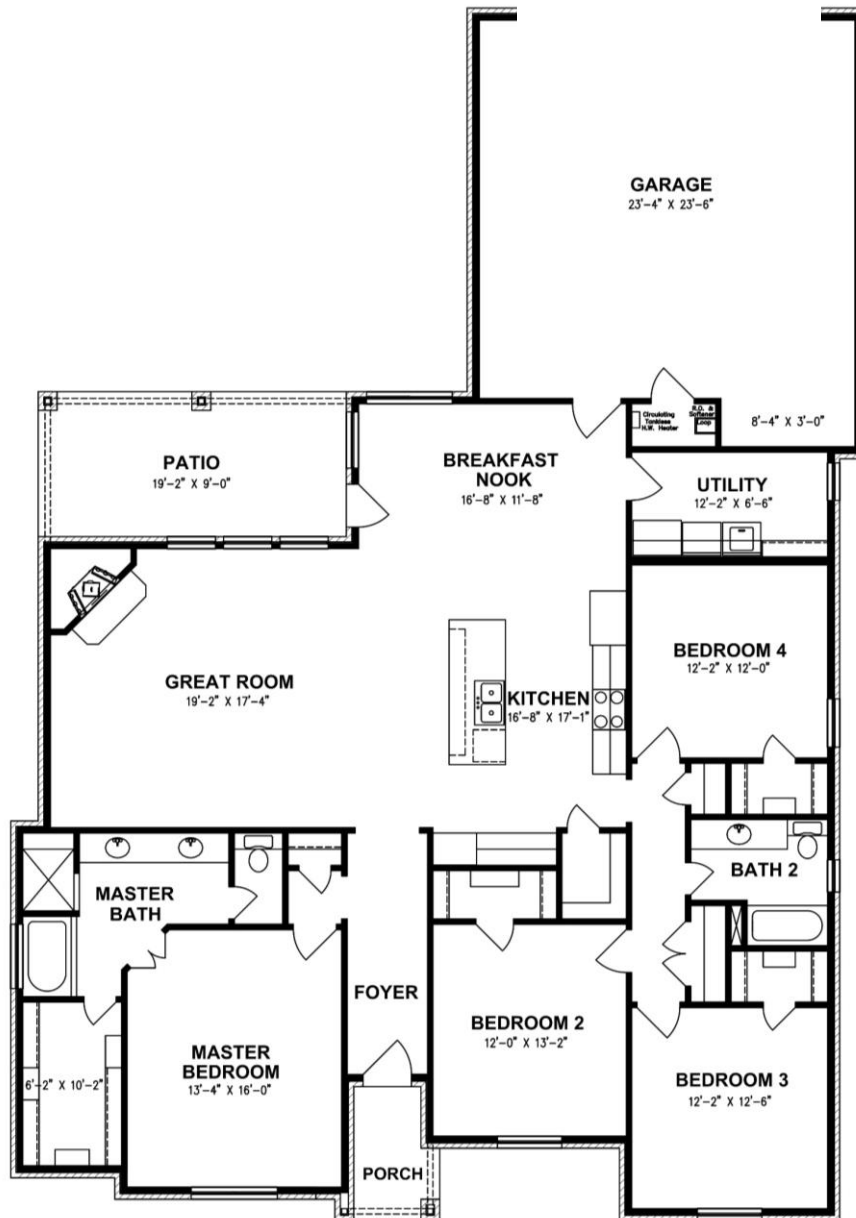 GARAGE
23'-4" X 23'-6"
Circulating
Tankless
H.W. Heater
R.O. &
Softener
Loop
8'-4" X 3'-0"
PATIO
19'-2" X 9'-0"
BREAKFAST
NOOK
16'-8" X 11'-8"
UTILITY
12'-2" X 6'-6"
GREAT ROOM
19'-2" X 17'-4"
KITCHEN
16'-8" X 17'-1"
BEDROOM 4
12'-2" X 12'-0"
MASTER
BATH
BATH 2
FOYER
MASTER
BEDROOM
13'-4" X 16'-0"
6'-2" X 10'-2"
BEDROOM 2
12'-0" X 13'-2"
BEDROOM 3
12'-2" X 12'-6"
PORCH